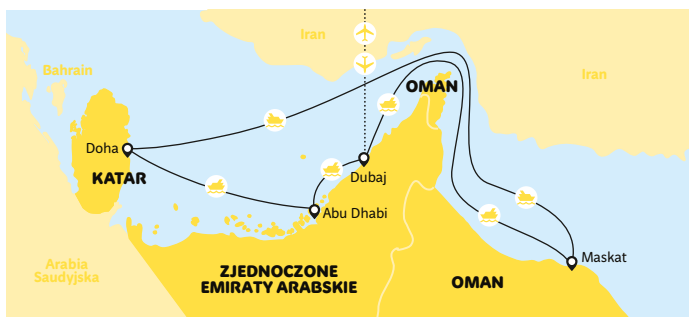 Iran
Bahrain
Iran
OMAN
Doha
KATAR
Dubaj
Abu Dhabi
Maskat
Arabia
Saudyjska
ZJEDNOCZONE
EMIRATY ARABSKIE
OMAN